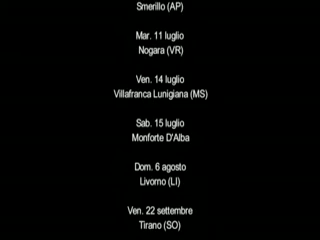 Smerillo (AP)
Mar. 11 luglio
Nogara (VR)
Ven. 14 luglio
Villafranca Lunigiana (MS)
Sab. 15 luglio
Monforte D'Alba
Dom. 6 agosto
Livorno (LI)
Ven. 22 settembre
Tirano (SO)